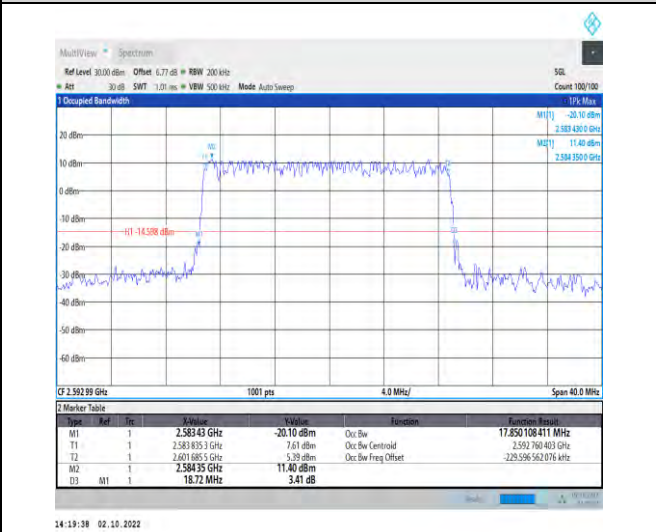 MultiView Spectrum
Ref Level 30.00 dBm Offset 6.77 dB RBW 200 kHz SGL
Att 30 dB SWT 1.01 ms VBW 500 kHz Mode Auto Sweep Count 100/100
1 Occupied Bandwidth 1Pk Max
M1[1] -20.10 dBm
2.583 430 0 GHz
M2[1] 11.40 dBm
2.584 350 0 GHz
20 dBm
M2
T1
10 dBm
0 dBm
-10 dBm
H1 -14.598 dBm
M1
D3
-20 dBm
-30 dBm
-40 dBm
-50 dBm
-60 dBm
CF 2.592 99 GHz 1001 pts 4.0 MHz/ Span 40.0 MHz
2 Marker Table
Type Ref Trc X-Value Y-Value Function Function Result
M1 1 2.583 43 GHz -20.10 dBm Occ Bw 17.850 108 411 MHz
T1 1 2.583 835 3 GHz 7.61 dBm Occ Bw Centroid 2.592 760 403 GHz
T2 1 2.601 685 5 GHz 5.39 dBm Occ Bw Freq Offset -229.596 562 076 kHz
M2 1 2.584 35 GHz 11.40 dBm
D3 M1 1 18.72 MHz 3.41 dB
14:19:38 02.10.2022